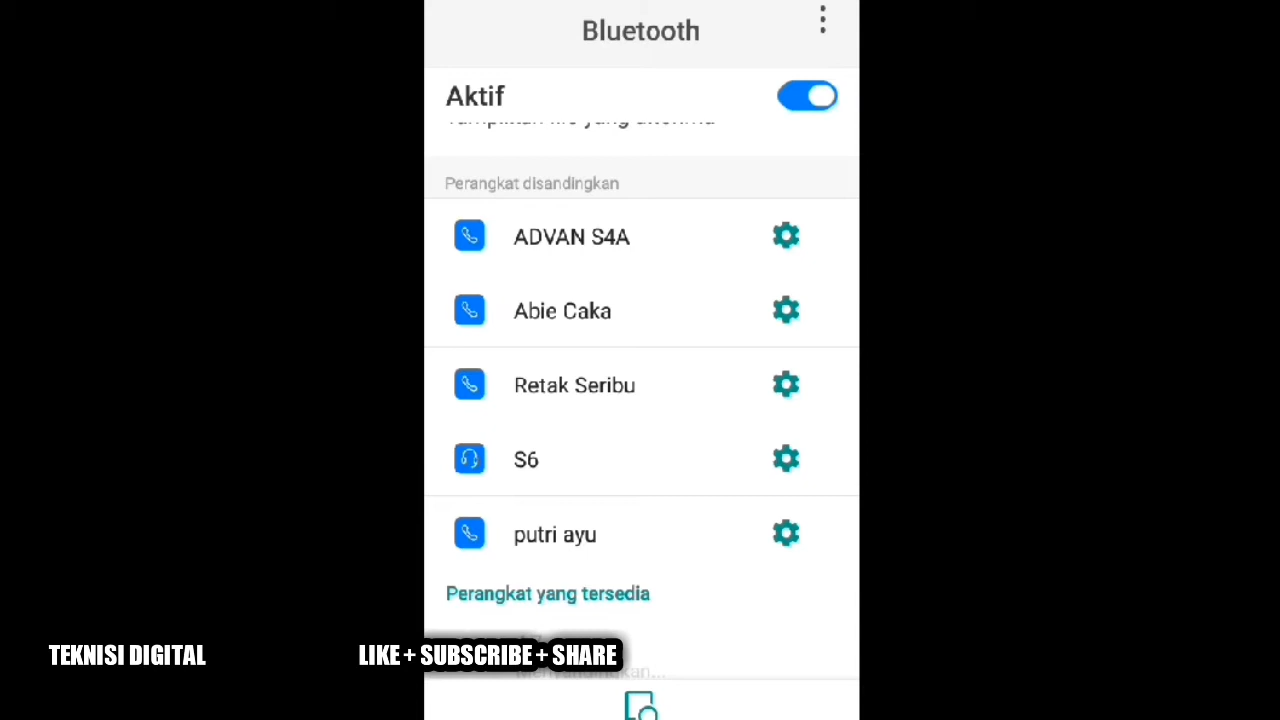 Bluetooth
Aktif
Perangkat disandingkan
ADVAN S4A
Abie Caka
Retak Seribu
S6
putri ayu
Perangkat yang tersedia
TEKNISI DIGITAL
LIKE + SUBSCRIBE + SHARE